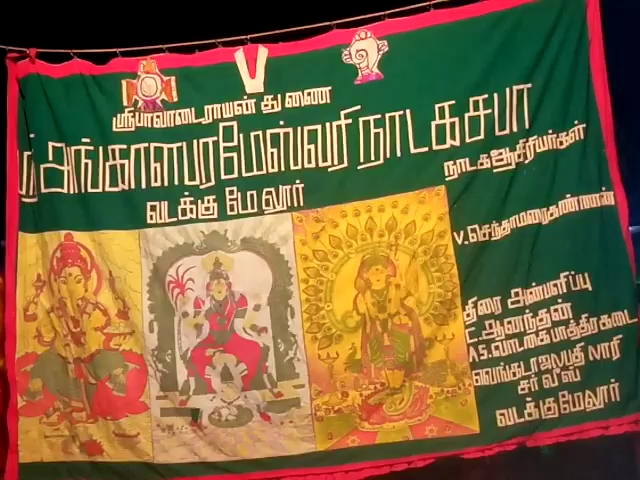 ஸ்ரீபாவாடைராயன் துணை
ஸ்ரீ அங்காளபரமேஸ்வரி நாடகசபா
வடக்கு மேலூர்
நாடகஆசிரியர்கள்
V.செந்தாமரைகண்ணன்
திரை அன்பளிப்பு
C.ஆனந்தன்
A.S.வாடகைபாத்திரகடை
வெங்கடாஜலபதி லாரி
சர்வீஸ்
வடக்குமேலூர்